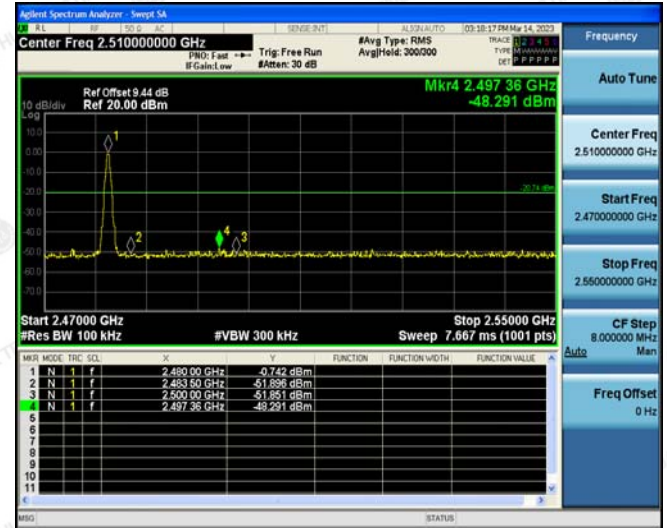 Agilent Spectrum Analyzer - Swept SA
RL RF 50 Ω AC SENSE:INT ALIGNAUTO 03:18:17 PM Mar 14, 2023
Center Freq 2.510000000 GHz
PNO: Fast
IFGain:Low
Trig: Free Run
#Atten: 30 dB
#Avg Type: RMS
Avg|Hold: 300/300
TRACE 1 2 3 4 5 6
TYPE M
DET P P P P P P
Mkr4 2.497 36 GHz
-48.291 dBm
Ref Offset 9.44 dB
Ref 20.00 dBm
10 dB/div
Log
10.0
0.00
-10.0
-20.0
-40.0
-50.0
-60.0
-70.0
1
2
4
3
-20.74 dBm
Start 2.47000 GHz
Stop 2.55000 GHz
#Res BW 100 kHz
#VBW 300 kHz
Sweep 7.667 ms (1001 pts)
MKR MODE TRC SCL X Y FUNCTION FUNCTION WIDTH FUNCTION VALUE
1 N 1 f 2.480 00 GHz -0.742 dBm
2 N 1 f 2.483 50 GHz -51.896 dBm
3 N 1 f 2.500 00 GHz -51.851 dBm
4 N 1 f 2.497 36 GHz -48.291 dBm
5
6
7
8
9
10
11
MSG
STATUS
Frequency
Auto Tune
Center Freq
2.510000000 GHz
Start Freq
2.470000000 GHz
Stop Freq
2.550000000 GHz
CF Step
8.000000 MHz
Auto Man
Freq Offset
0 Hz